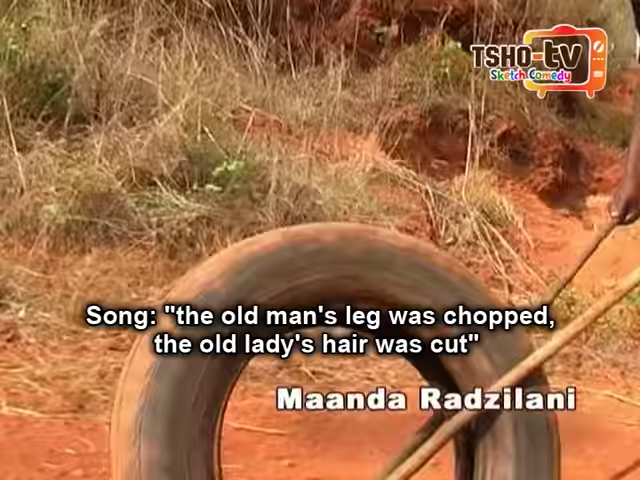 TSHO-tv
Sketch Comedy
Song: "the old man's leg was chopped,
the old lady's hair was cut"
Maanda Radzilani